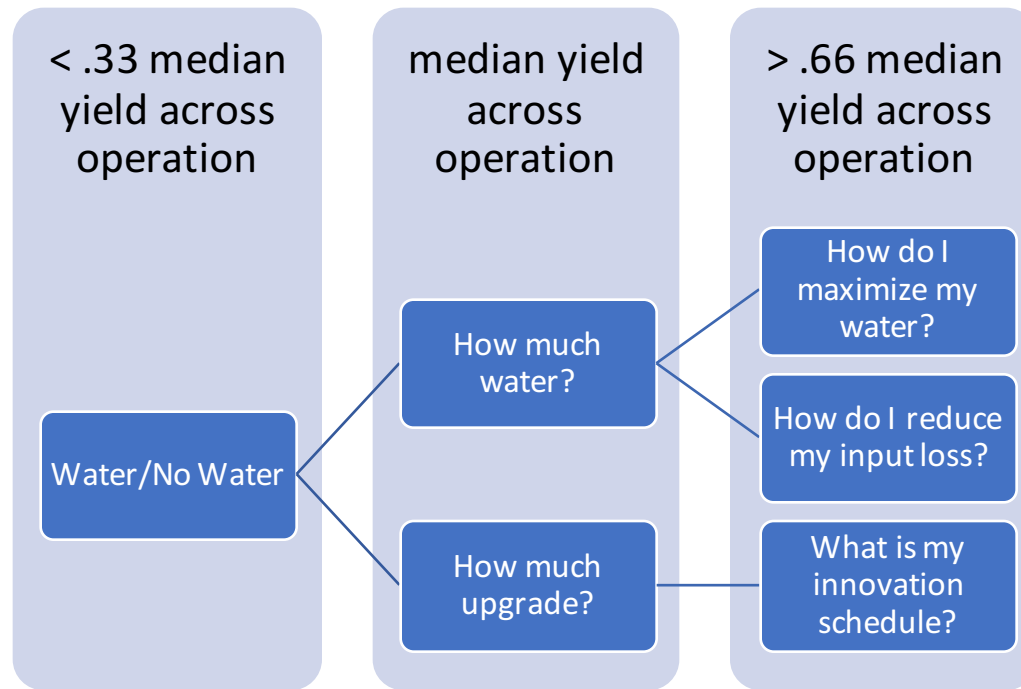 < .33 median
yield across
operation
median yield
across
operation
> .66 median
yield across
operation
Water/No Water
How much
water?
How much
upgrade?
How do I
maximize my
water?
How do I reduce
my input loss?
What is my
innovation
schedule?